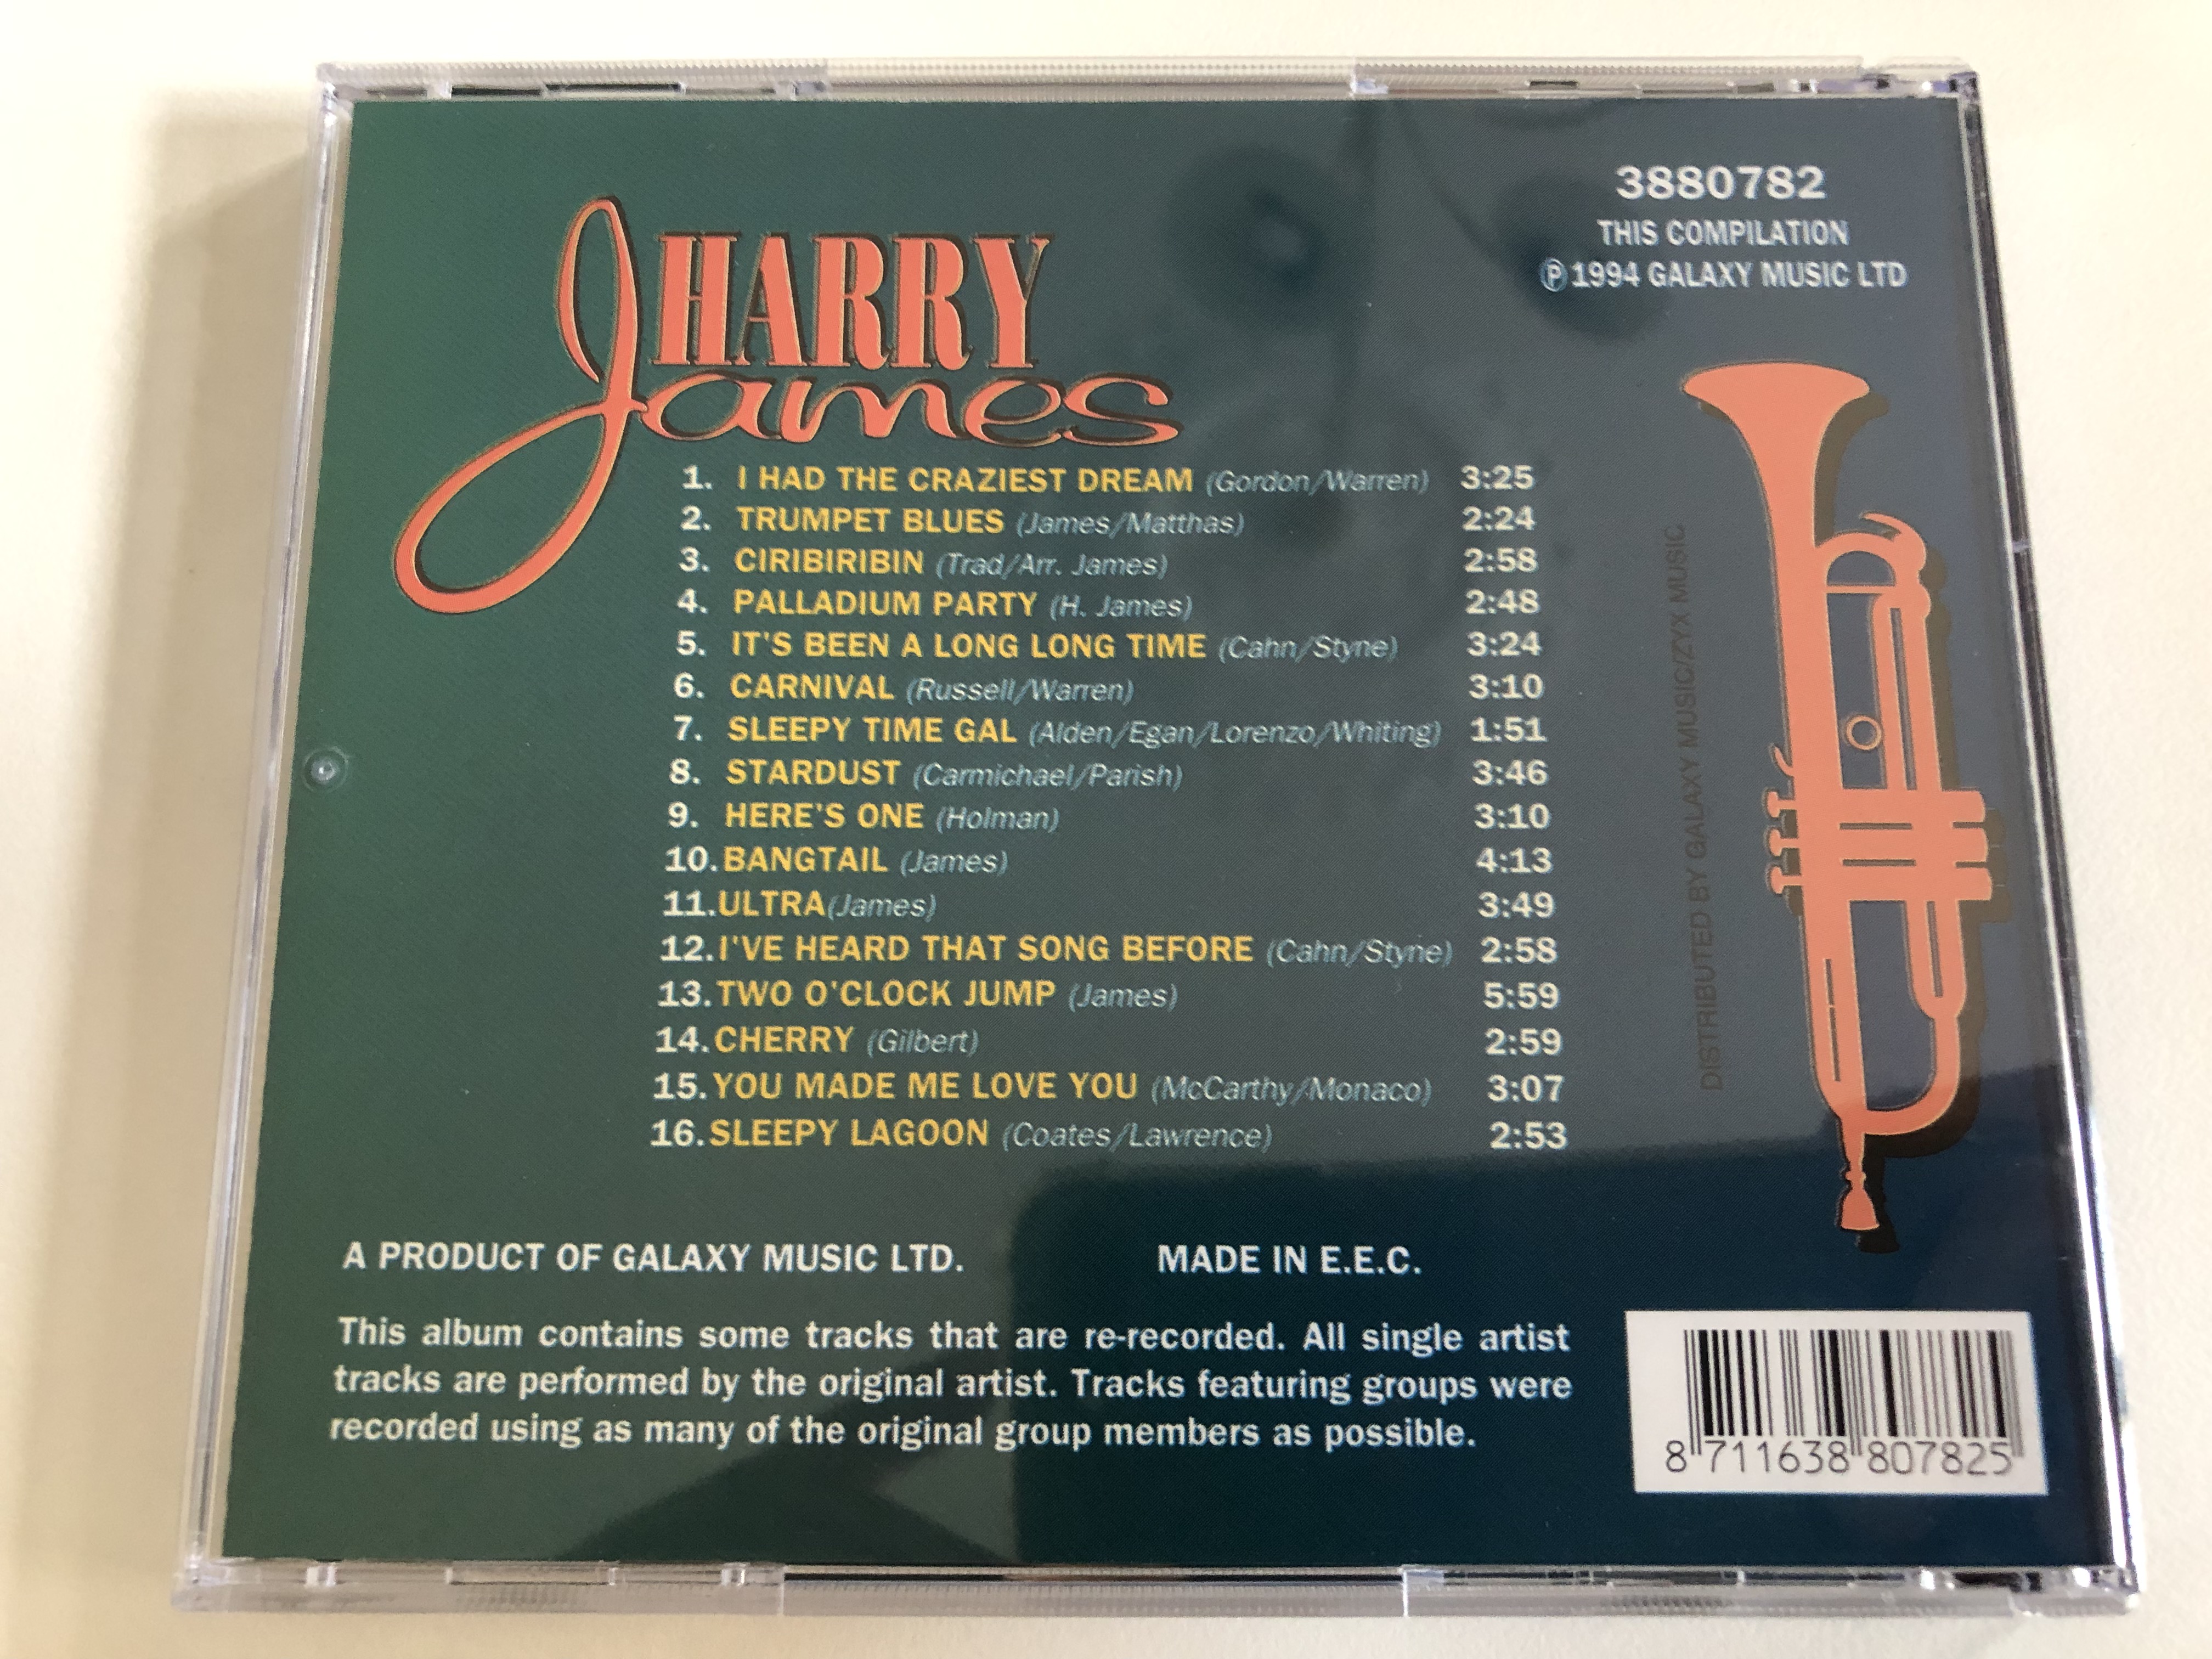 HARRY
James
3880782
THIS COMPILATION
Ⓟ1994 GALAXY MUSIC LTD
1. I HAD THE CRAZIEST DREAM (Gordon/Warren) 3:25
2. TRUMPET BLUES (James/Matthas) 2:24
3. CIRIBIRIBIN (Trad/Arr. James) 2:58
4. PALLADIUM PARTY (H. James) 2:48
5. IT'S BEEN A LONG LONG TIME (Cahn/Styne) 3:24
6. CARNIVAL (Russell/Warren) 3:10
7. SLEEPY TIME GAL (Alden/Egan/Lorenzo/Whiting) 1:51
8. STARDUST (Carmichael/Parish) 3:46
9. HERE'S ONE (Holman) 3:10
10. BANGTAIL (James) 4:13
11. ULTRA(James) 3:49
12. I'VE HEARD THAT SONG BEFORE (Cahn/Styne) 2:58
13. TWO O'CLOCK JUMP (James) 5:59
14. CHERRY (Gilbert) 2:59
15. YOU MADE ME LOVE YOU (McCarthy/Monaco) 3:07
16. SLEEPY LAGOON (Coates/Lawrence) 2:53
DISTRIBUTED BY GALAXY MUSIC/ZYX MUSIC
A PRODUCT OF GALAXY MUSIC LTD. MADE IN E.E.C.
This album contains some tracks that are re-recorded. All single artist
tracks are performed by the original artist. Tracks featuring groups were
recorded using as many of the original group members as possible.
8 711638 807825